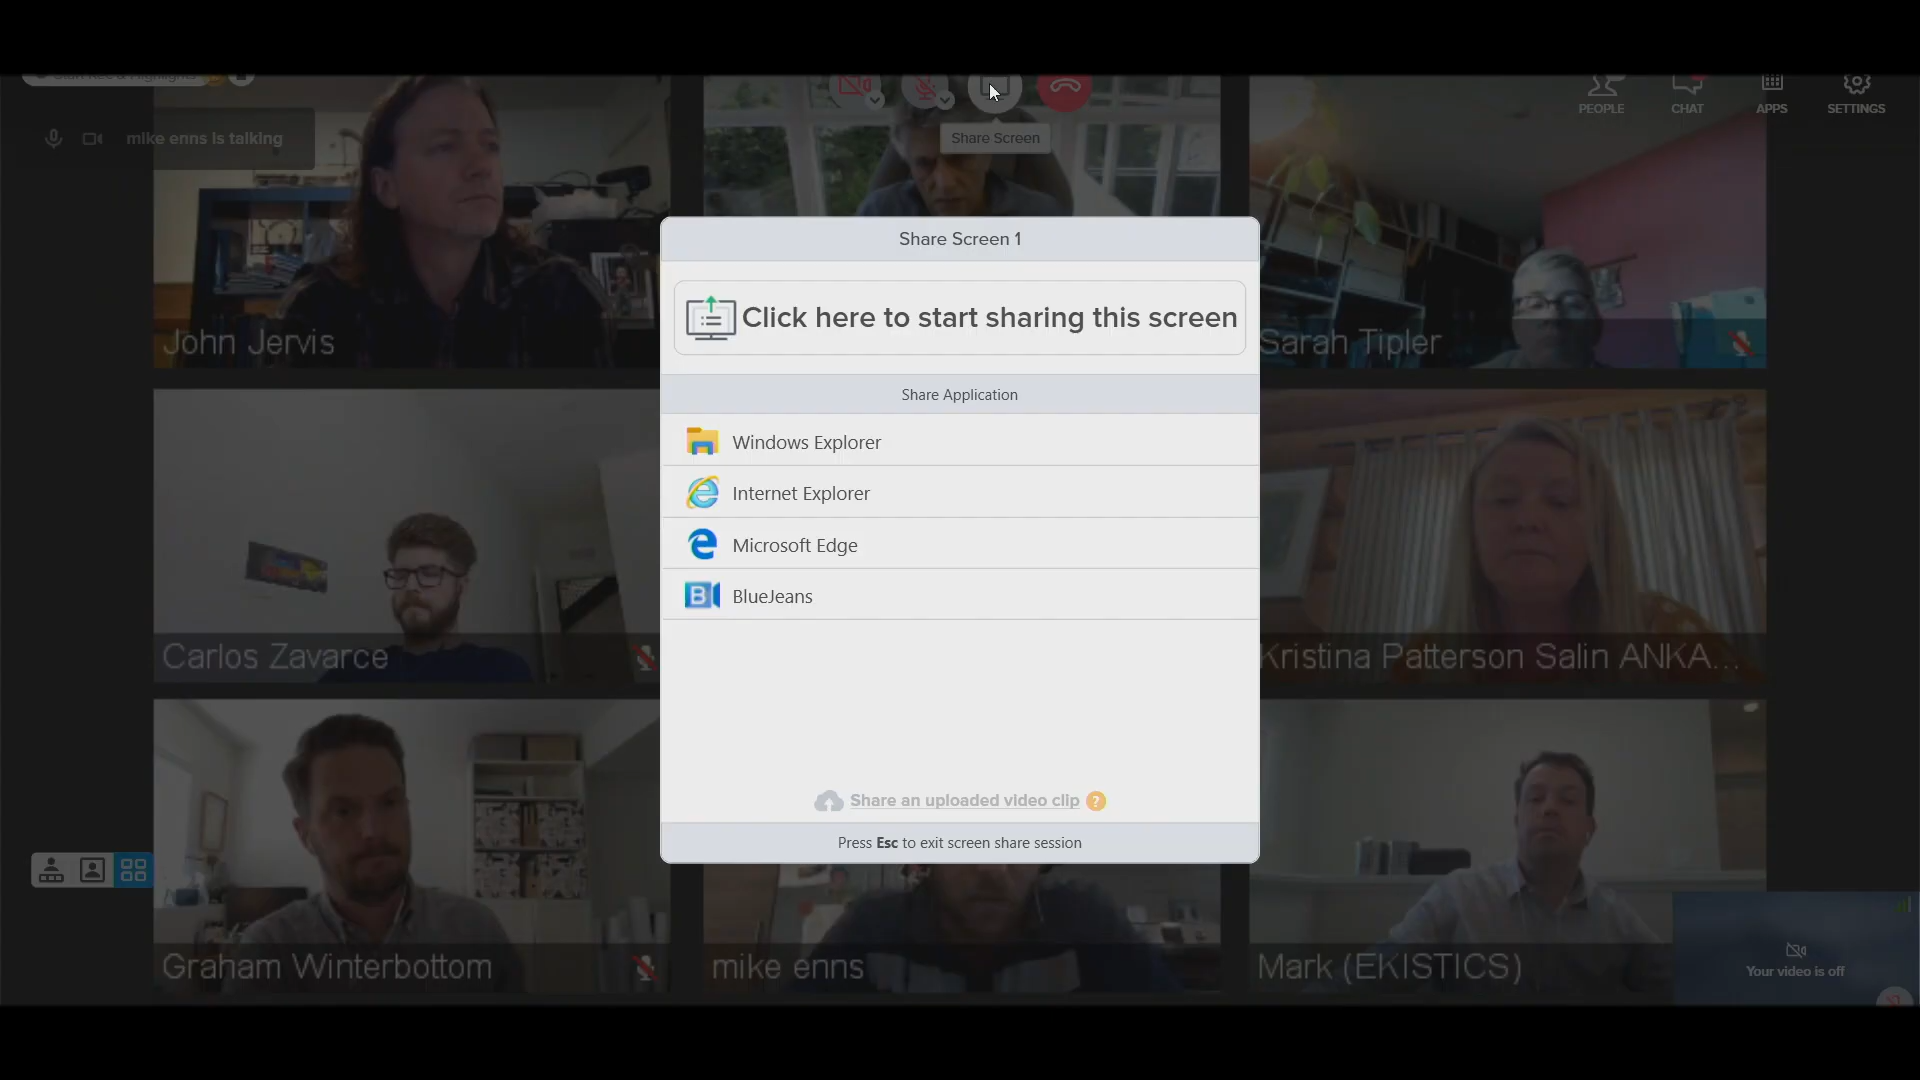 PEOPLE
CHAT
APPS
SETTINGS
mike enns is talking
Share Screen
Share Screen 1
Click here to start sharing this screen
John Jervis
Sarah Tipler
Share Application
Windows Explorer
Internet Explorer
Microsoft Edge
BlueJeans
Carlos Zavarce
Kristina Patterson Salin ANKA...
Share an uploaded video clip ?
Press Esc to exit screen share session
Graham Winterbottom
mike enns
Mark (EKISTICS)
Your video is off